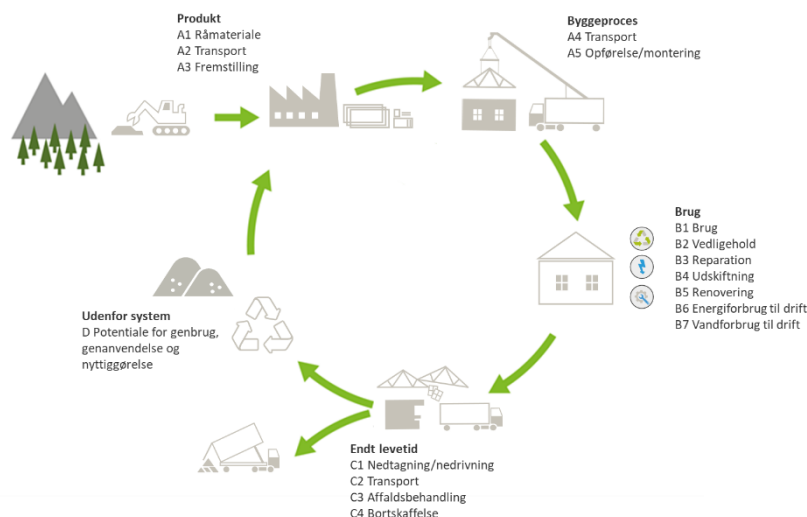 Produkt
A1 Råmateriale
A2 Transport
A3 Fremstilling
Byggeproces
A4 Transport
A5 Opførelse/montering
Brug
B1 Brug
B2 Vedligehold
B3 Reparation
B4 Udskiftning
B5 Renovering
B6 Energiforbrug til drift
B7 Vandforbrug til drift
Endt levetid
C1 Nedtagning/nedrivning
C2 Transport
C3 Affaldsbehandling
C4 Bortskaffelse
Udenfor system
D Potentiale for genbrug,
genanvendelse og
nyttiggørelse